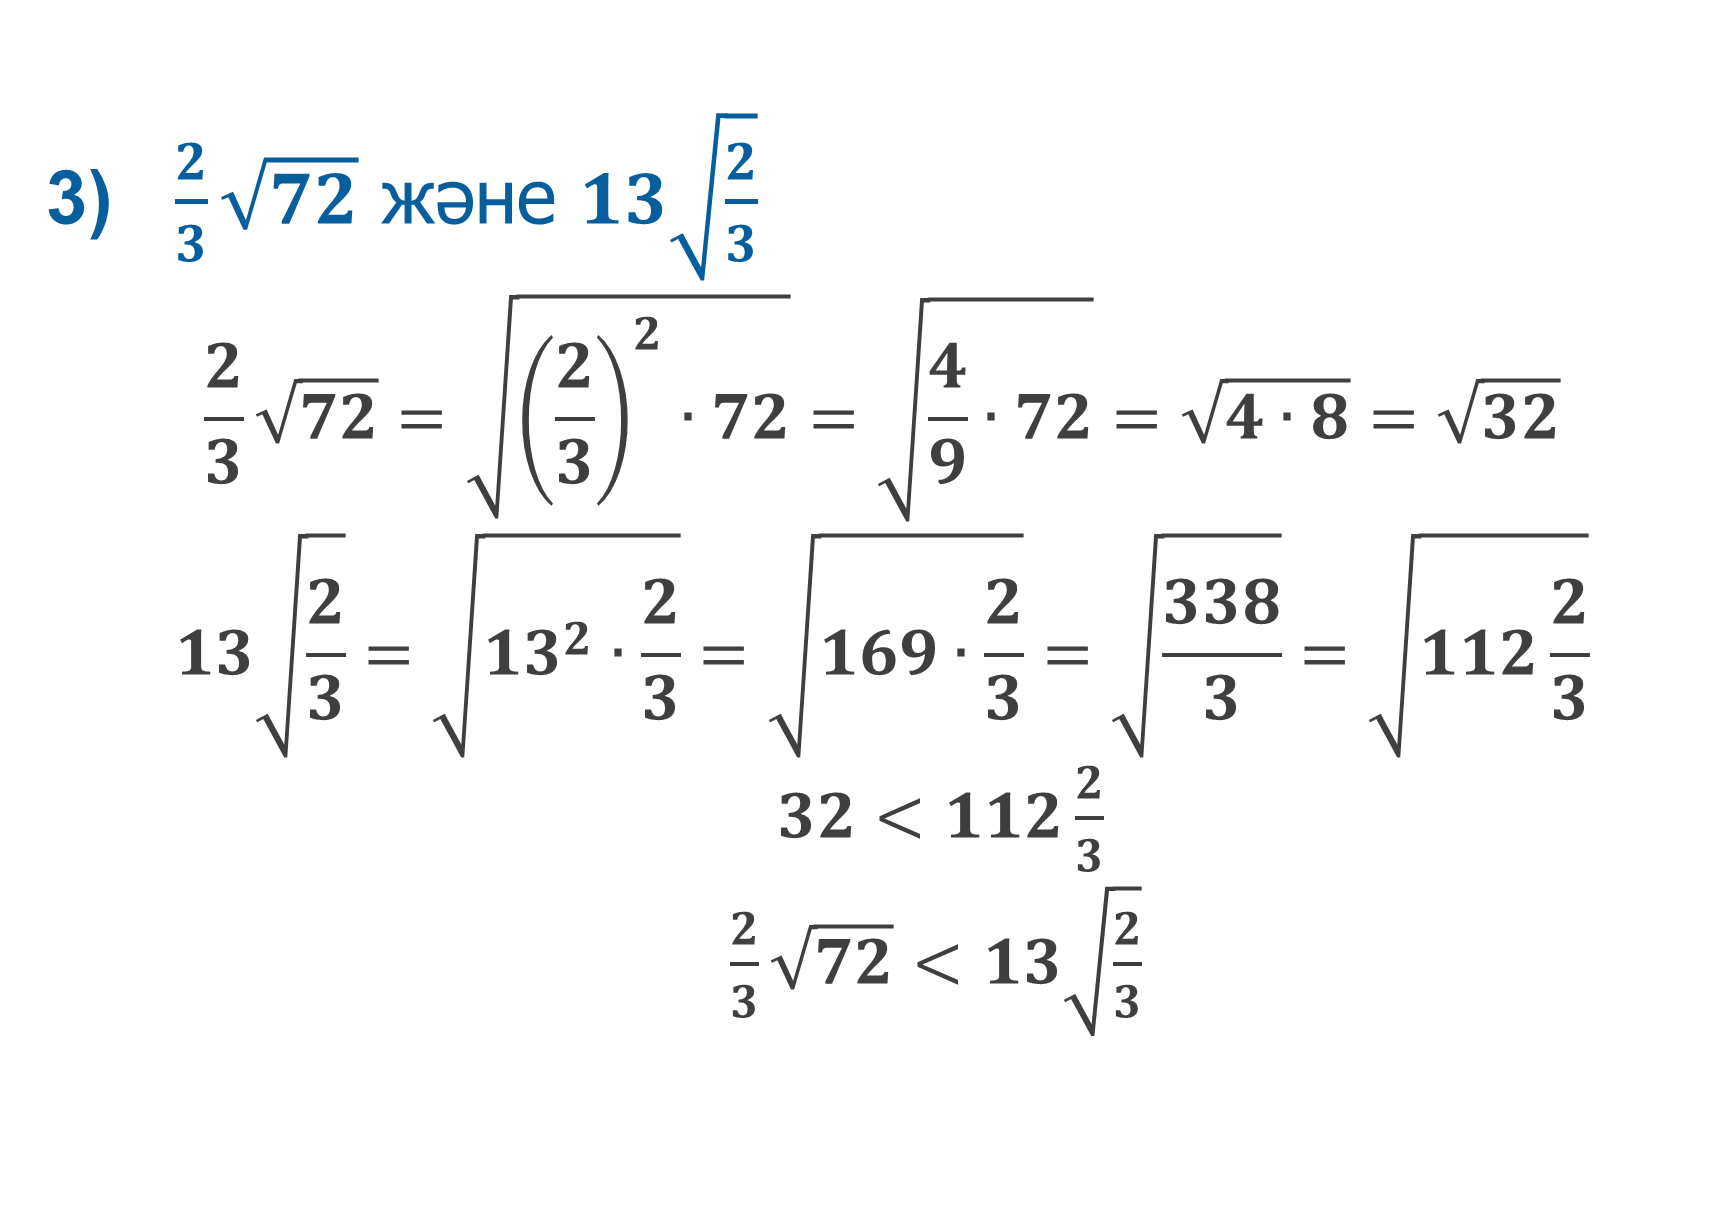 3) 2/3 √72 және 13 √(2/3)
2/3 √72 = √((2/3)² · 72) = √(4/9 · 72) = √(4 · 8) = √32
13 √(2/3) = √(13² · 2/3) = √(169 · 2/3) = √(338/3) = √(112 2/3)
32 < 112 2/3
2/3 √72 < 13 √(2/3)